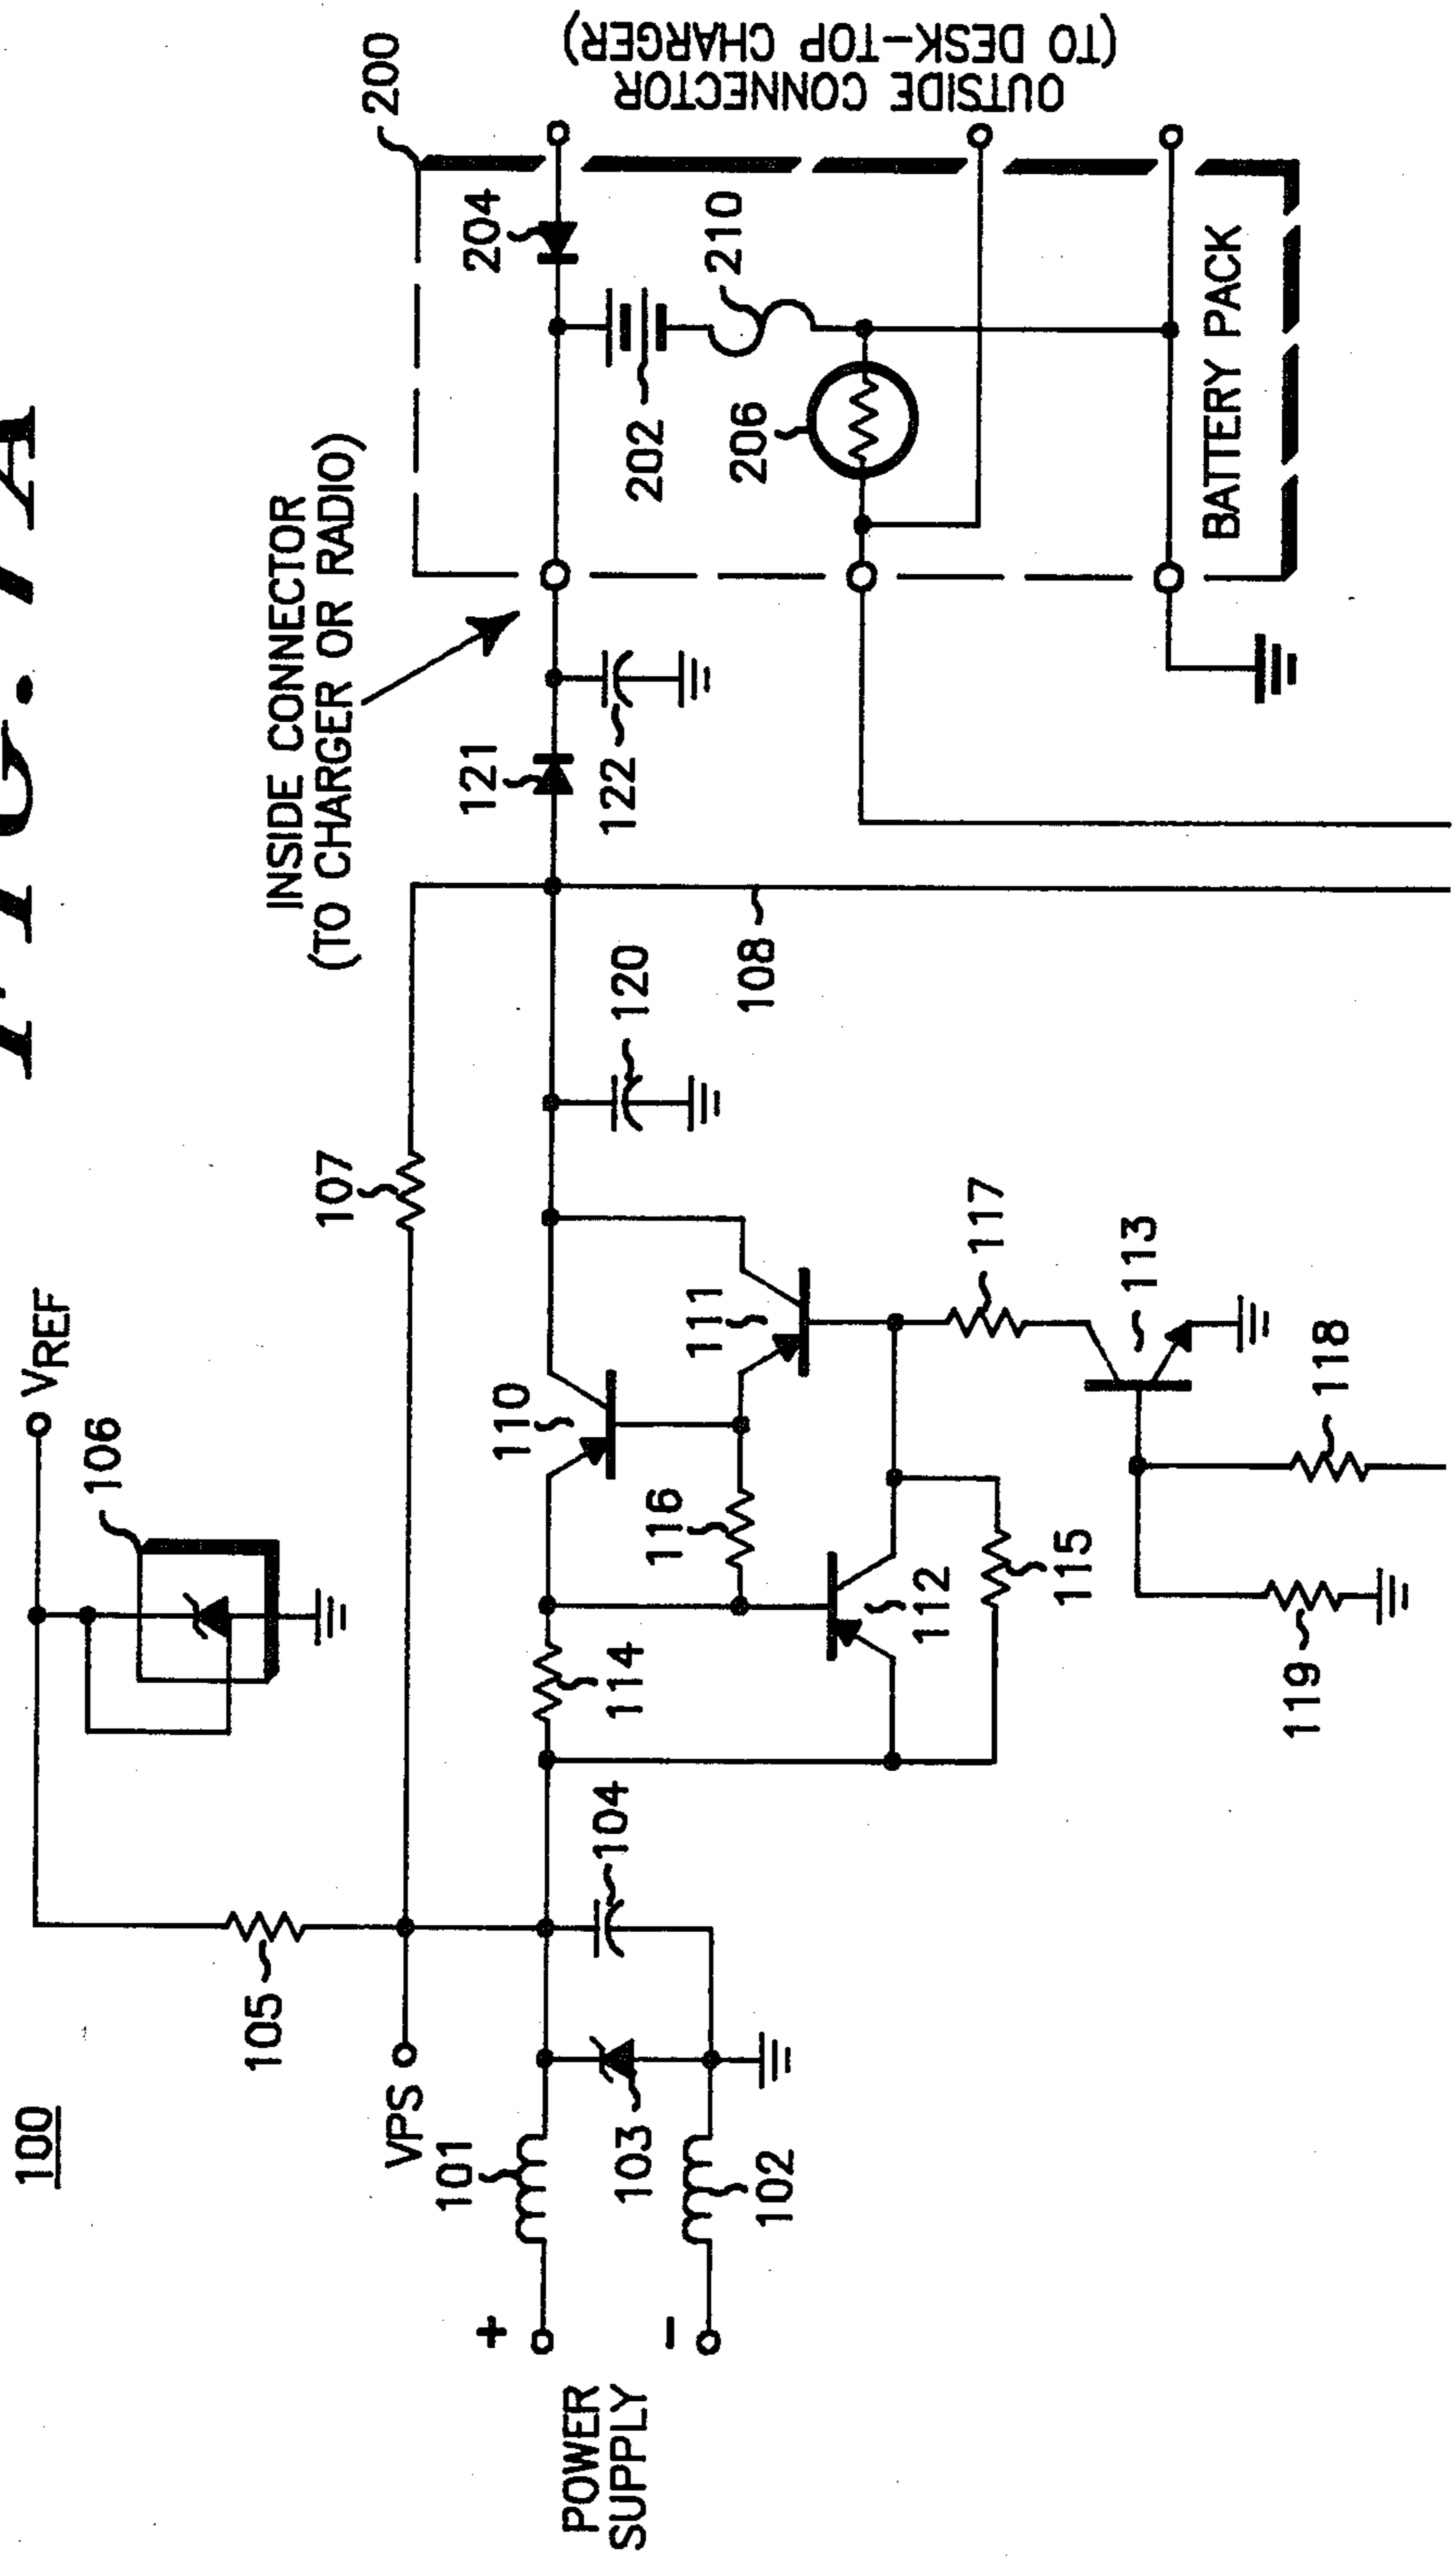 FIG. 1A
100
VREF
106
105
VPS
107
INSIDE CONNECTOR
(TO CHARGER OR RADIO)
200
101
103
102
+
-
POWER
SUPPLY
104
114
110
116
111
112
115
117
113
118
119
120
108
121
122
204
202
210
206
BATTERY PACK
OUTSIDE CONNECTOR
(TO DESK-TOP CHARGER)